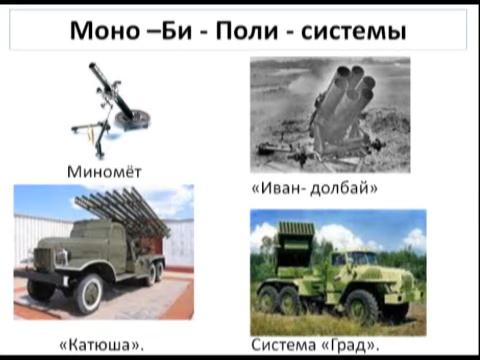 Моно –Би - Поли - системы
Миномёт
«Иван- долбай»
«Катюша».
Система «Град».